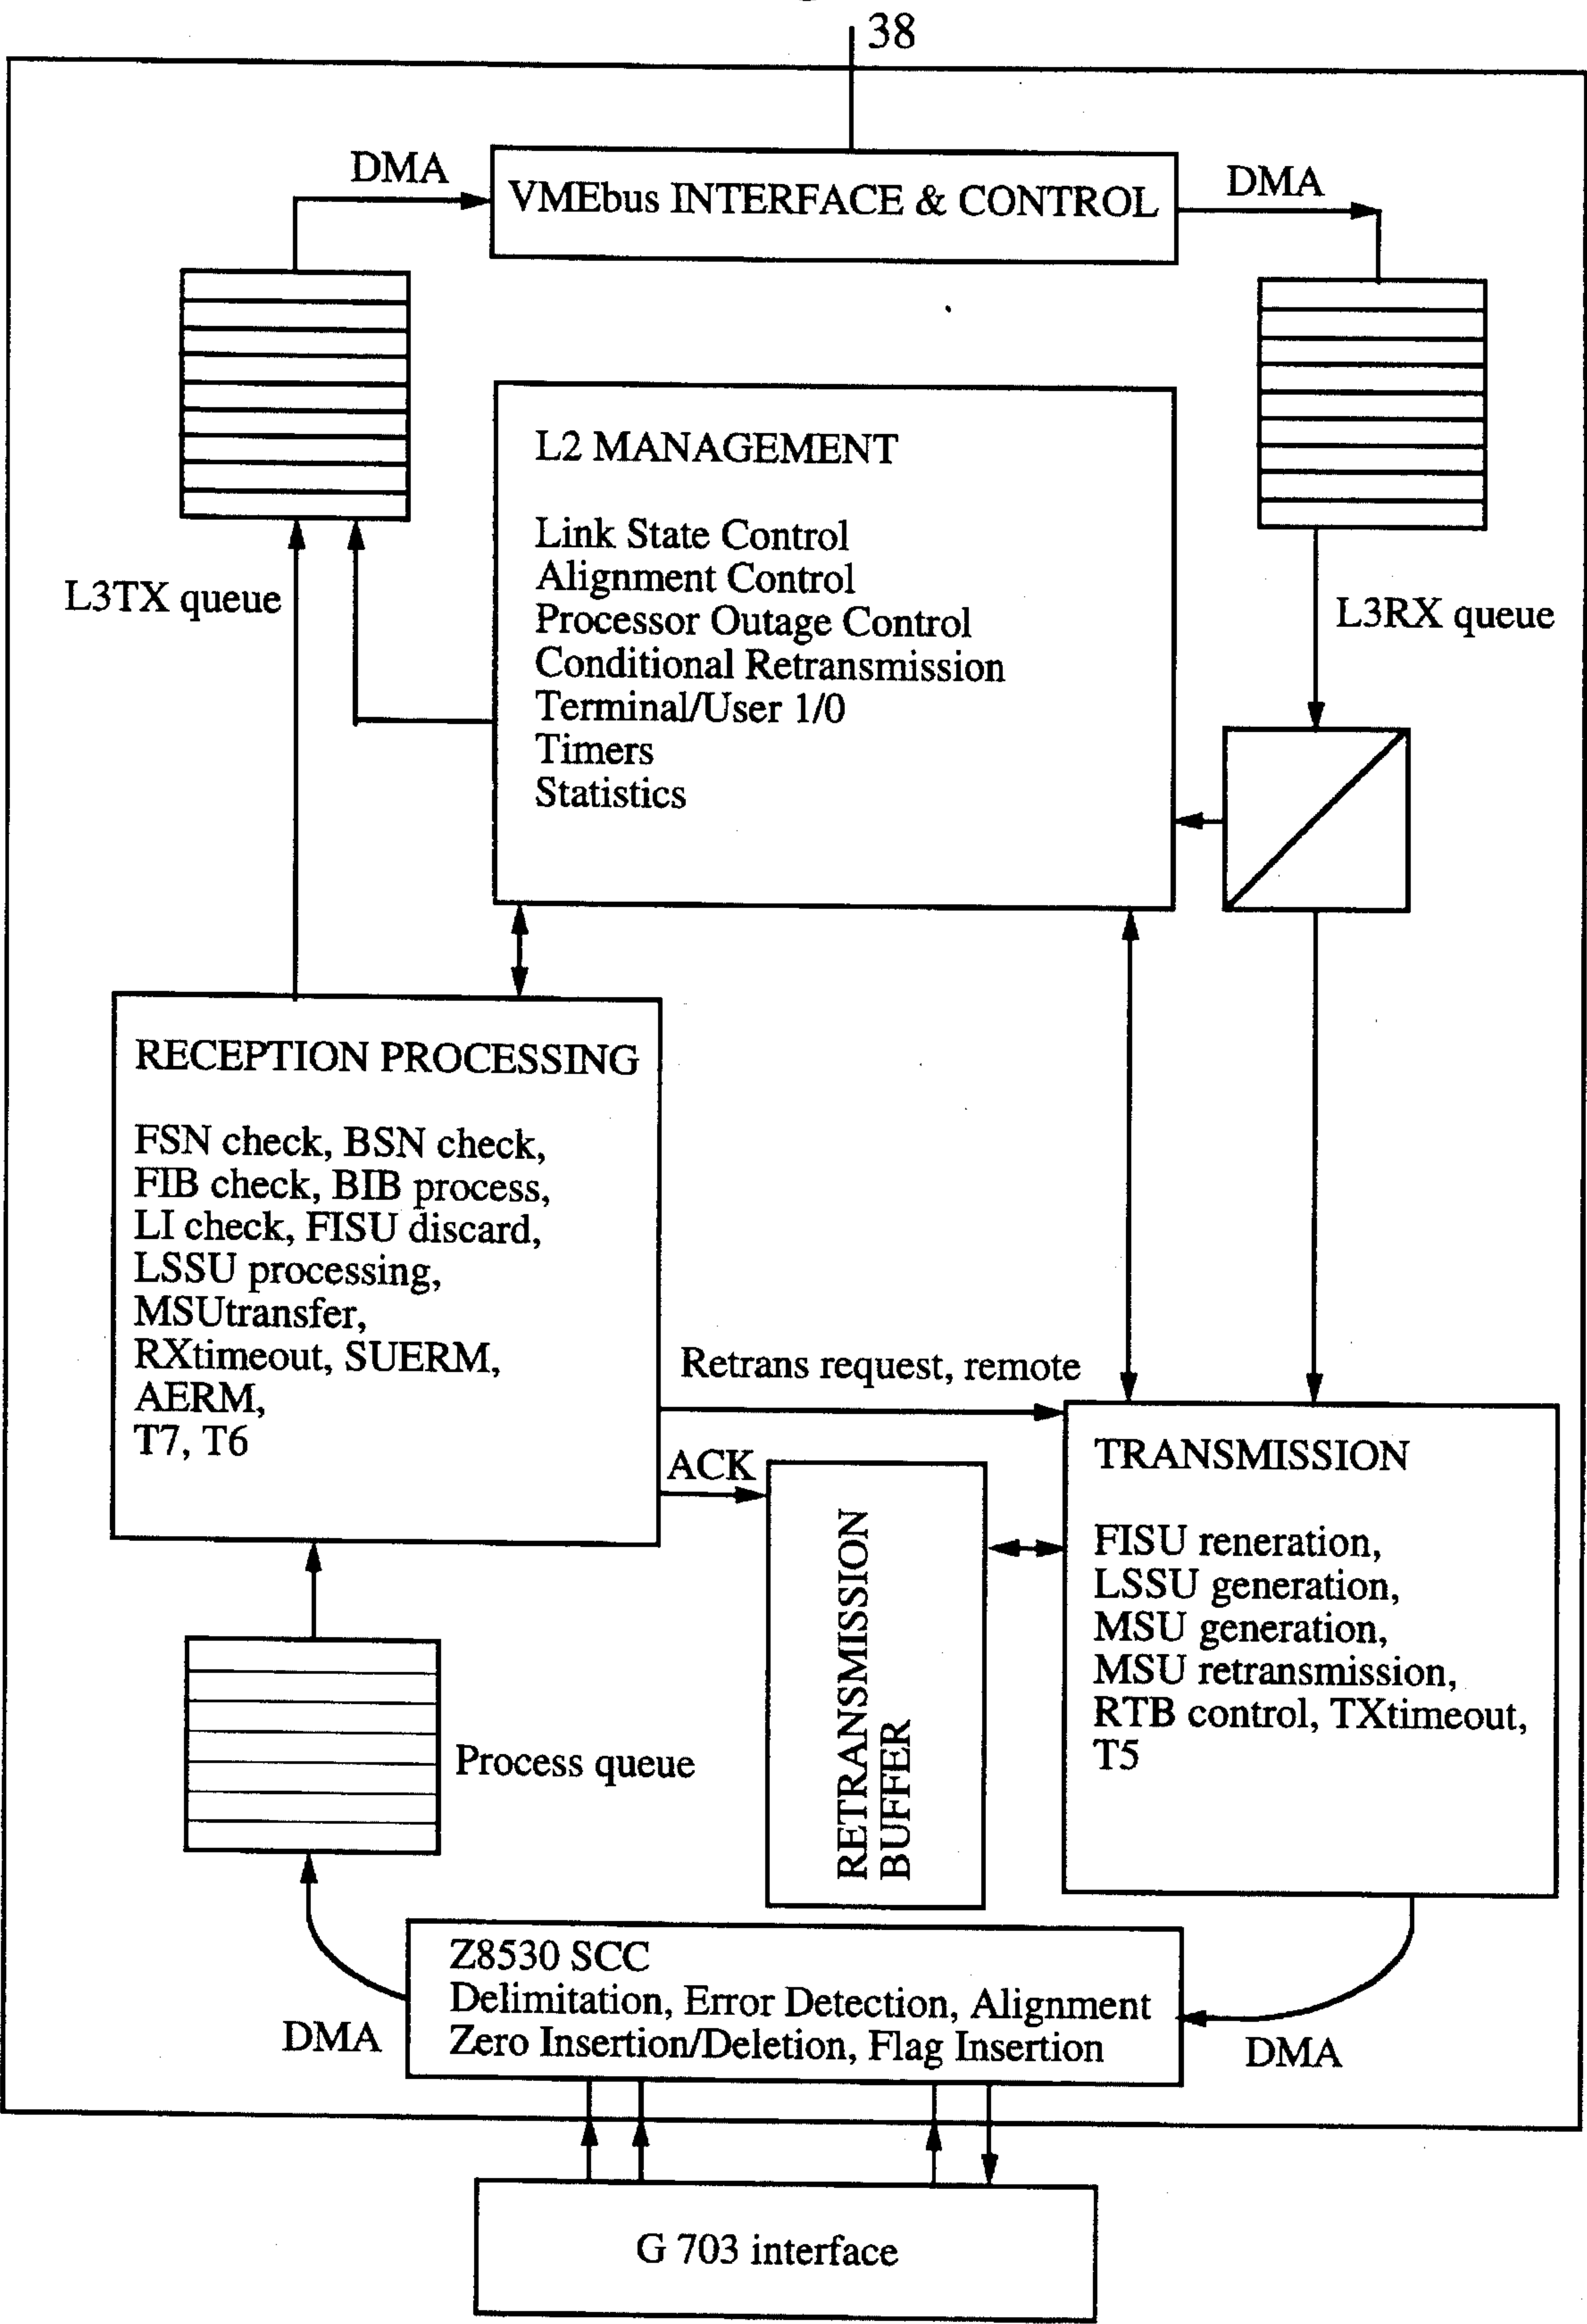 38
DMA
VMEbus INTERFACE & CONTROL
DMA
L2 MANAGEMENT
Link State Control
Alignment Control
Processor Outage Control
Conditional Retransmission
Terminal/User 1/0
Timers
Statistics
L3TX queue
L3RX queue
RECEPTION PROCESSING
FSN check, BSN check,
FIB check, BIB process,
LI check, FISU discard,
LSSU processing,
MSUtransfer,
RXtimeout, SUERM,
AERM,
T7, T6
Retrans request, remote
ACK
RETRANSMISSION
BUFFER
TRANSMISSION
FISU reneration,
LSSU generation,
MSU generation,
MSU retransmission,
RTB control, TXtimeout,
T5
Process queue
Z8530 SCC
Delimitation, Error Detection, Alignment
Zero Insertion/Deletion, Flag Insertion
DMA
DMA
G 703 interface